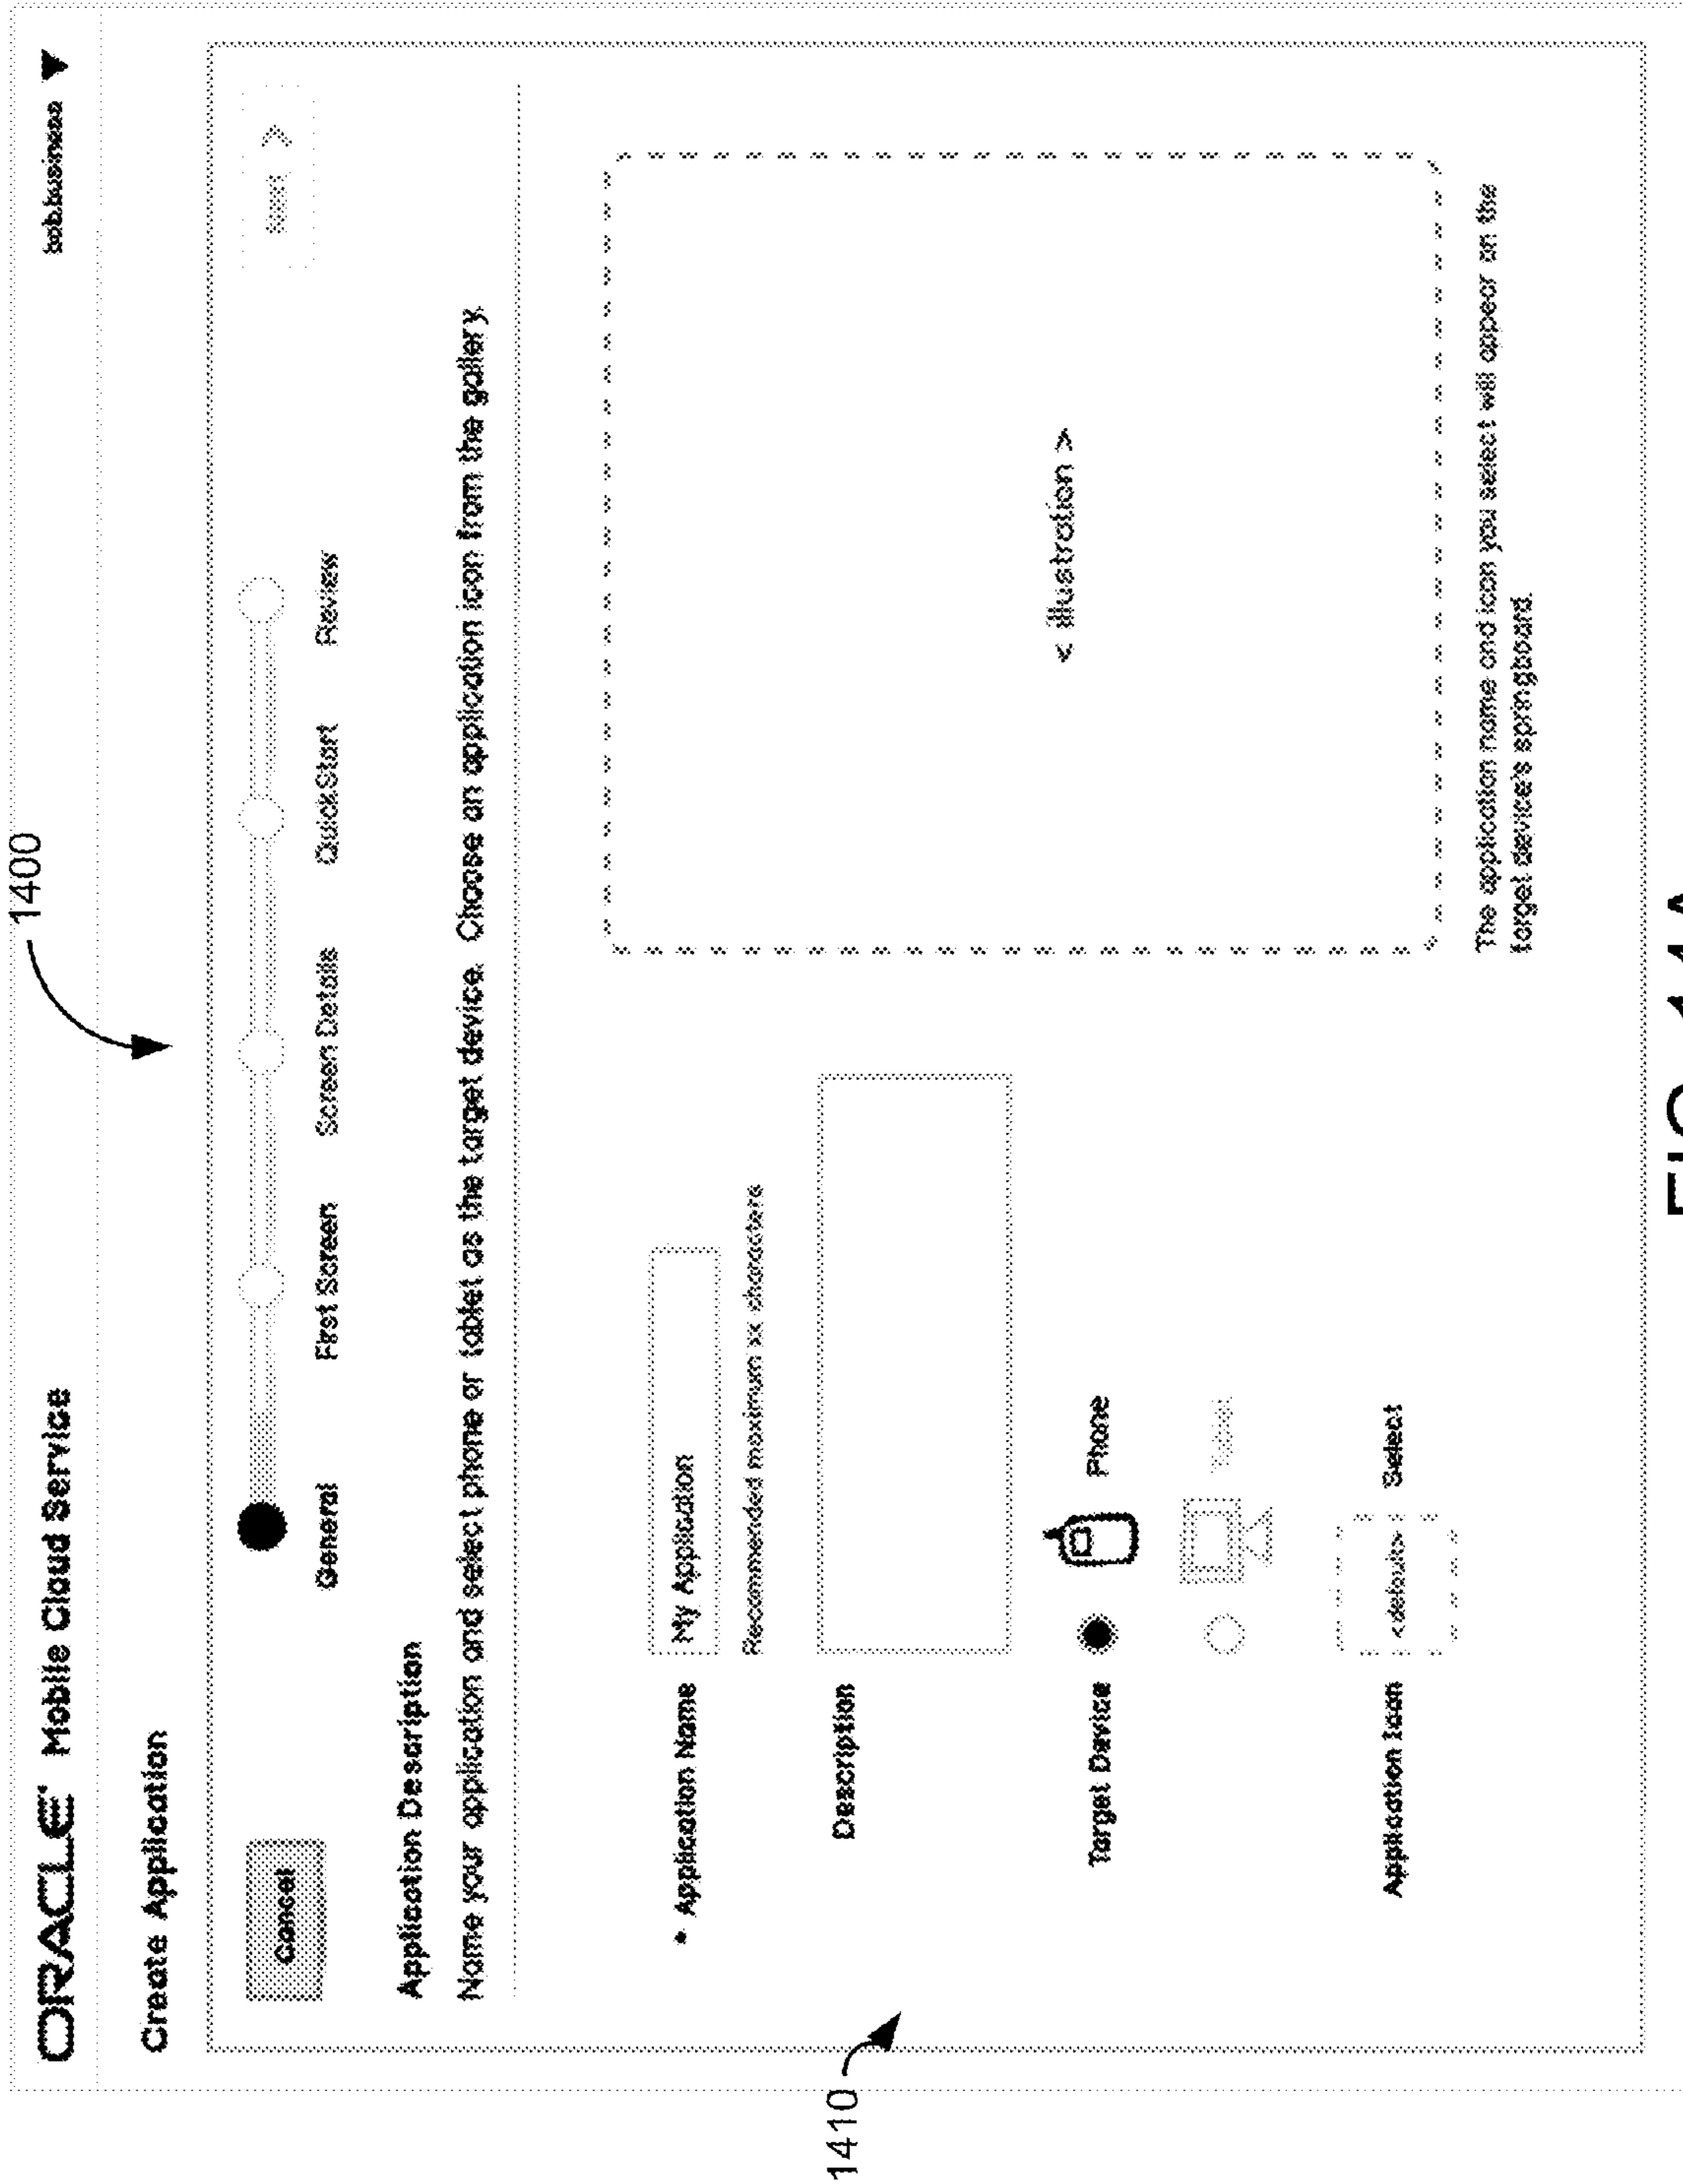 1400
ORACLE Mobile Cloud Service
bobbusiness
Create Application
Cancel
General
First Screen
Screen Details
QuickStart
Review
Next >
Application Description
Name your application and select phone or tablet as the target device. Choose an application icon from the gallery.
1410
* Application Name
My Application
Recommended maximum xx characters
Description
Target Device
Phone
Application Icon
<default>
Select
< illustration >
The application name and icon you select will appear on the
target device's springboard.